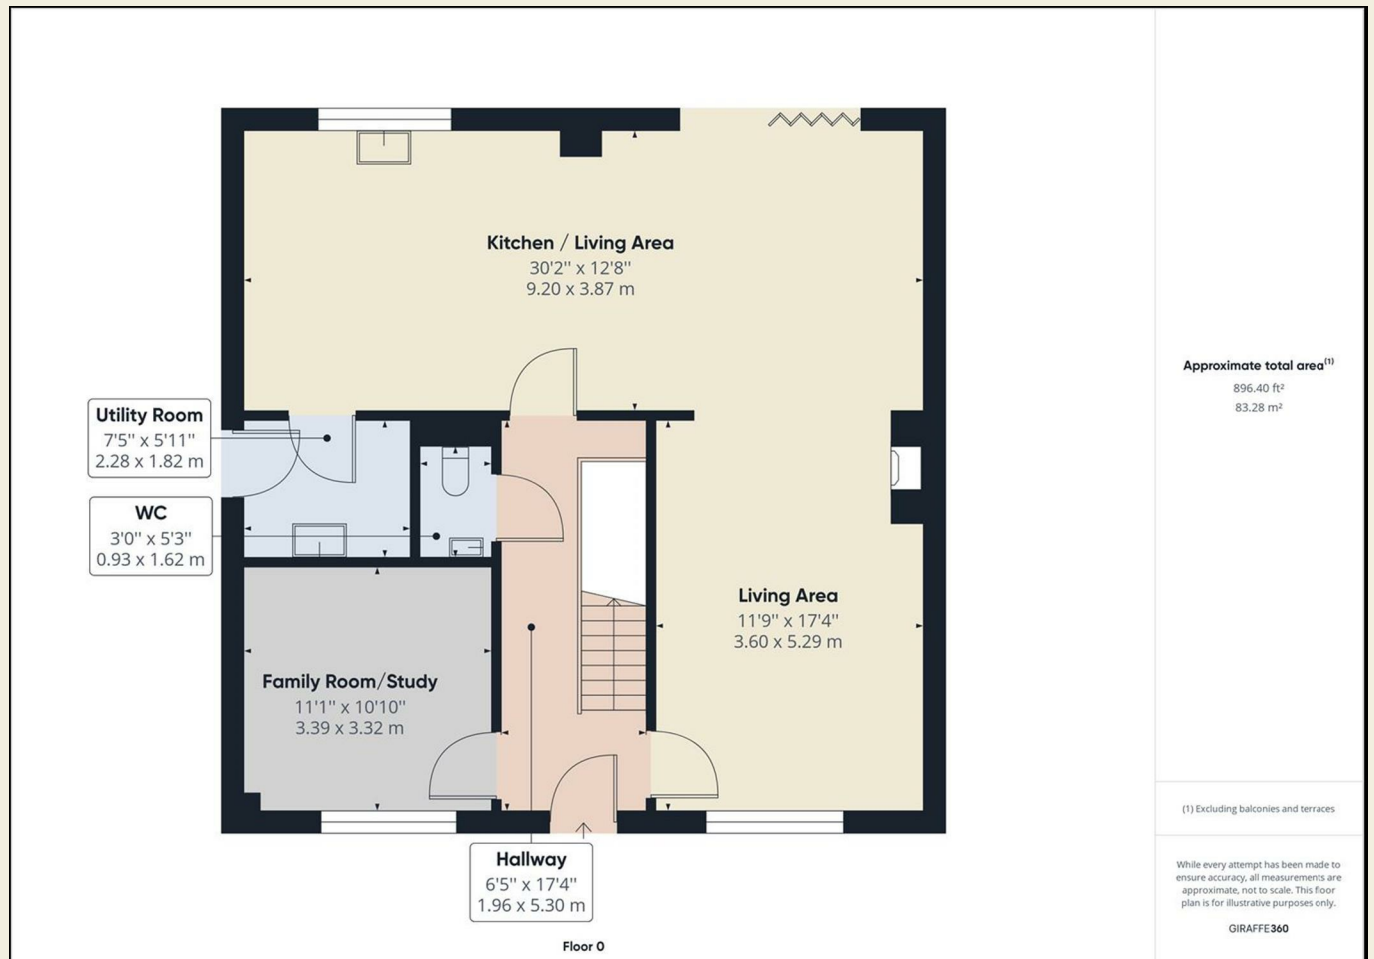 Kitchen / Living Area
30'2'' x 12'8''
9.20 x 3.87 m
Utility Room
7'5'' x 5'11''
2.28 x 1.82 m
WC
3'0'' x 5'3''
0.93 x 1.62 m
Living Area
11'9'' x 17'4''
3.60 x 5.29 m
Family Room/Study
11'1'' x 10'10''
3.39 x 3.32 m
Hallway
6'5'' x 17'4''
1.96 x 5.30 m
Floor 0
Approximate total area(1)
896.40 ft²
83.28 m²
(1) Excluding balconies and terraces
While every attempt has been made to
ensure accuracy, all measurements are
approximate, not to scale. This floor
plan is for illustrative purposes only.
GIRAFFE360